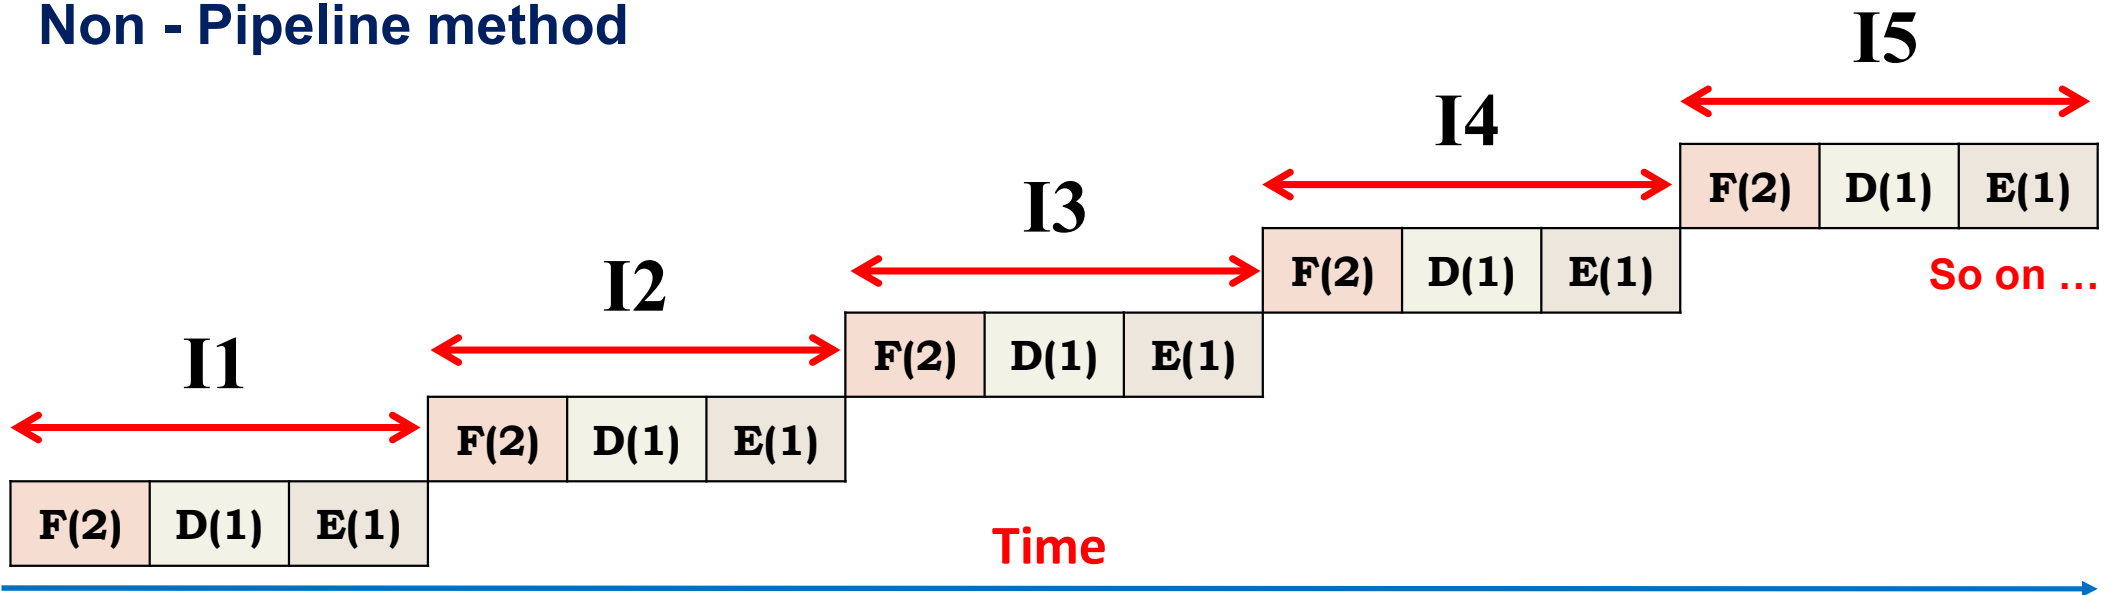 Non - Pipeline method
I5
I4
F(2) D(1) E(1)
I3
F(2) D(1) E(1)
So on ...
I2
F(2) D(1) E(1)
I1
F(2) D(1) E(1)
F(2) D(1) E(1)
Time